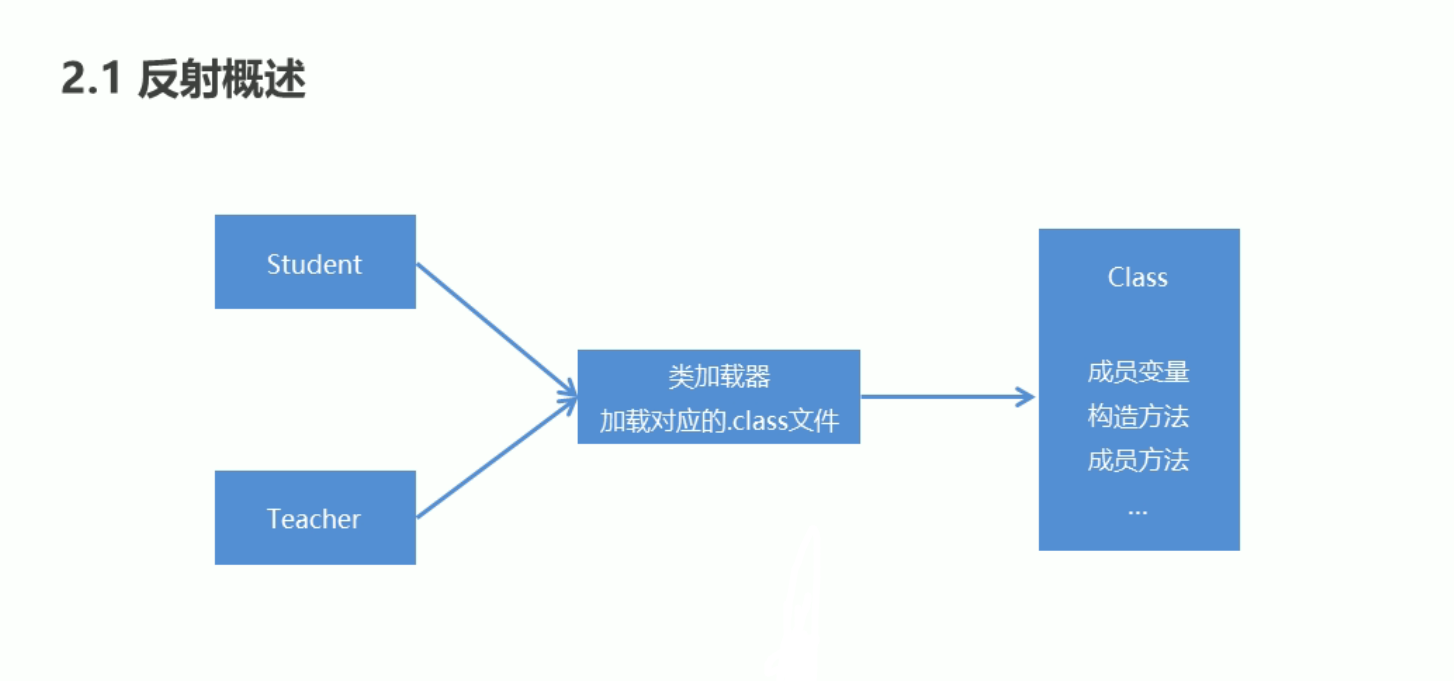 2.1 反射概述
Student
Teacher
类加载器
加载对应的.class文件
Class
成员变量
构造方法
成员方法
...